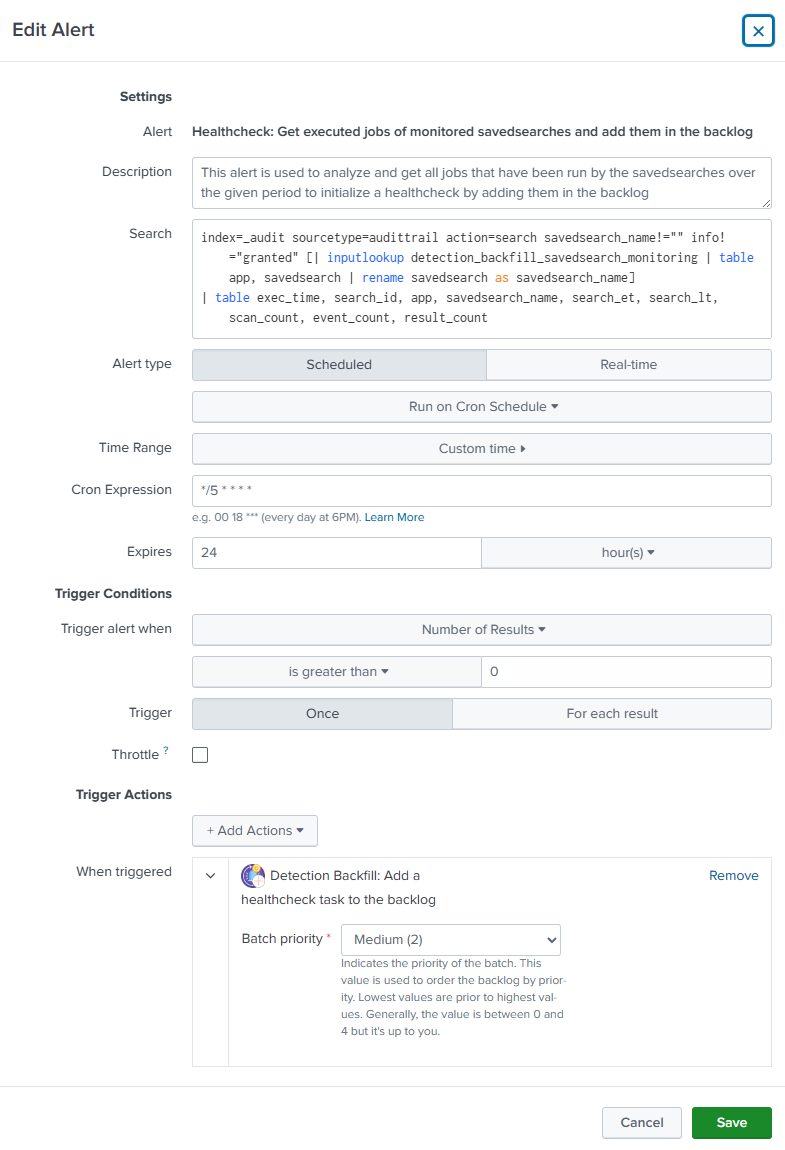 Edit Alert
Settings
Alert Healthcheck: Get executed jobs of monitored savedsearches and add them in the backlog
Description This alert is used to analyze and get all jobs that have been run by the savedsearches over
the given period to initialize a healthcheck by adding them in the backlog
Search index=_audit sourcetype=audittrail action=search savedsearch_name!="" info!
="granted" [| inputlookup detection_backfill_savedsearch_monitoring | table
app, savedsearch | rename savedsearch as savedsearch_name]
| table exec_time, search_id, app, savedsearch_name, search_et, search_lt,
scan_count, event_count, result_count
Alert type Scheduled Real-time
Run on Cron Schedule
Time Range Custom time
Cron Expression */5 * * * *
e.g. 00 18 *** (every day at 6PM). Learn More
Expires 24 hour(s)
Trigger Conditions
Trigger alert when Number of Results
is greater than 0
Trigger Once For each result
Throttle ?
Trigger Actions
+ Add Actions
When triggered Detection Backfill: Add a Remove
healthcheck task to the backlog
Batch priority * Medium (2)
Indicates the priority of the batch. This
value is used to order the backlog by prior-
ity. Lowest values are prior to highest val-
ues. Generally, the value is between 0 and
4 but it's up to you.
Cancel Save